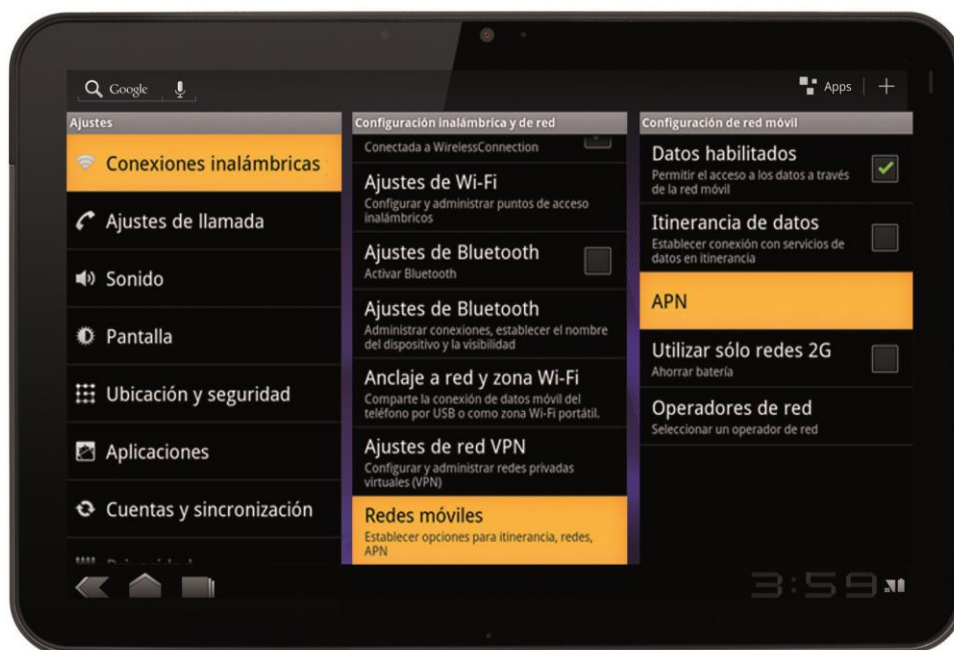 Google
Apps
Ajustes
Conexiones inalámbricas
Ajustes de llamada
Sonido
Pantalla
Ubicación y seguridad
Aplicaciones
Cuentas y sincronización
Configuración inalámbrica y de red
Conectada a WirelessConnection
Ajustes de Wi-Fi
Configurar y administrar puntos de acceso
inalámbricos
Ajustes de Bluetooth
Activar Bluetooth
Ajustes de Bluetooth
Administrar conexiones, establecer el nombre
del dispositivo y la visibilidad
Anclaje a red y zona Wi-Fi
Comparte la conexión de datos móvil del
teléfono por USB o como zona Wi-Fi portátil.
Ajustes de red VPN
Configurar y administrar redes privadas
virtuales (VPN)
Redes móviles
Establecer opciones para itinerancia, redes,
APN
Configuración de red móvil
Datos habilitados
Permitir el acceso a los datos a través
de la red móvil
Itinerancia de datos
Establecer conexión con servicios de
datos en itinerancia
APN
Utilizar sólo redes 2G
Ahorrar batería
Operadores de red
Seleccionar un operador de red
3:59